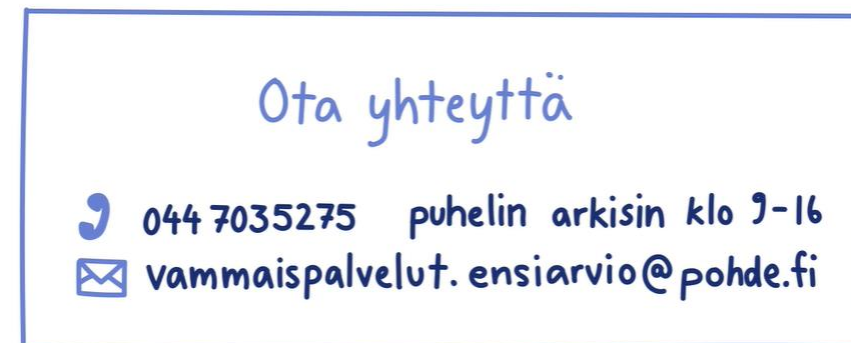 Ota yhteyttä
044 7035275 puhelin arkisin klo 9-16
vammaispalvelut.ensiarvio@pohde.fi